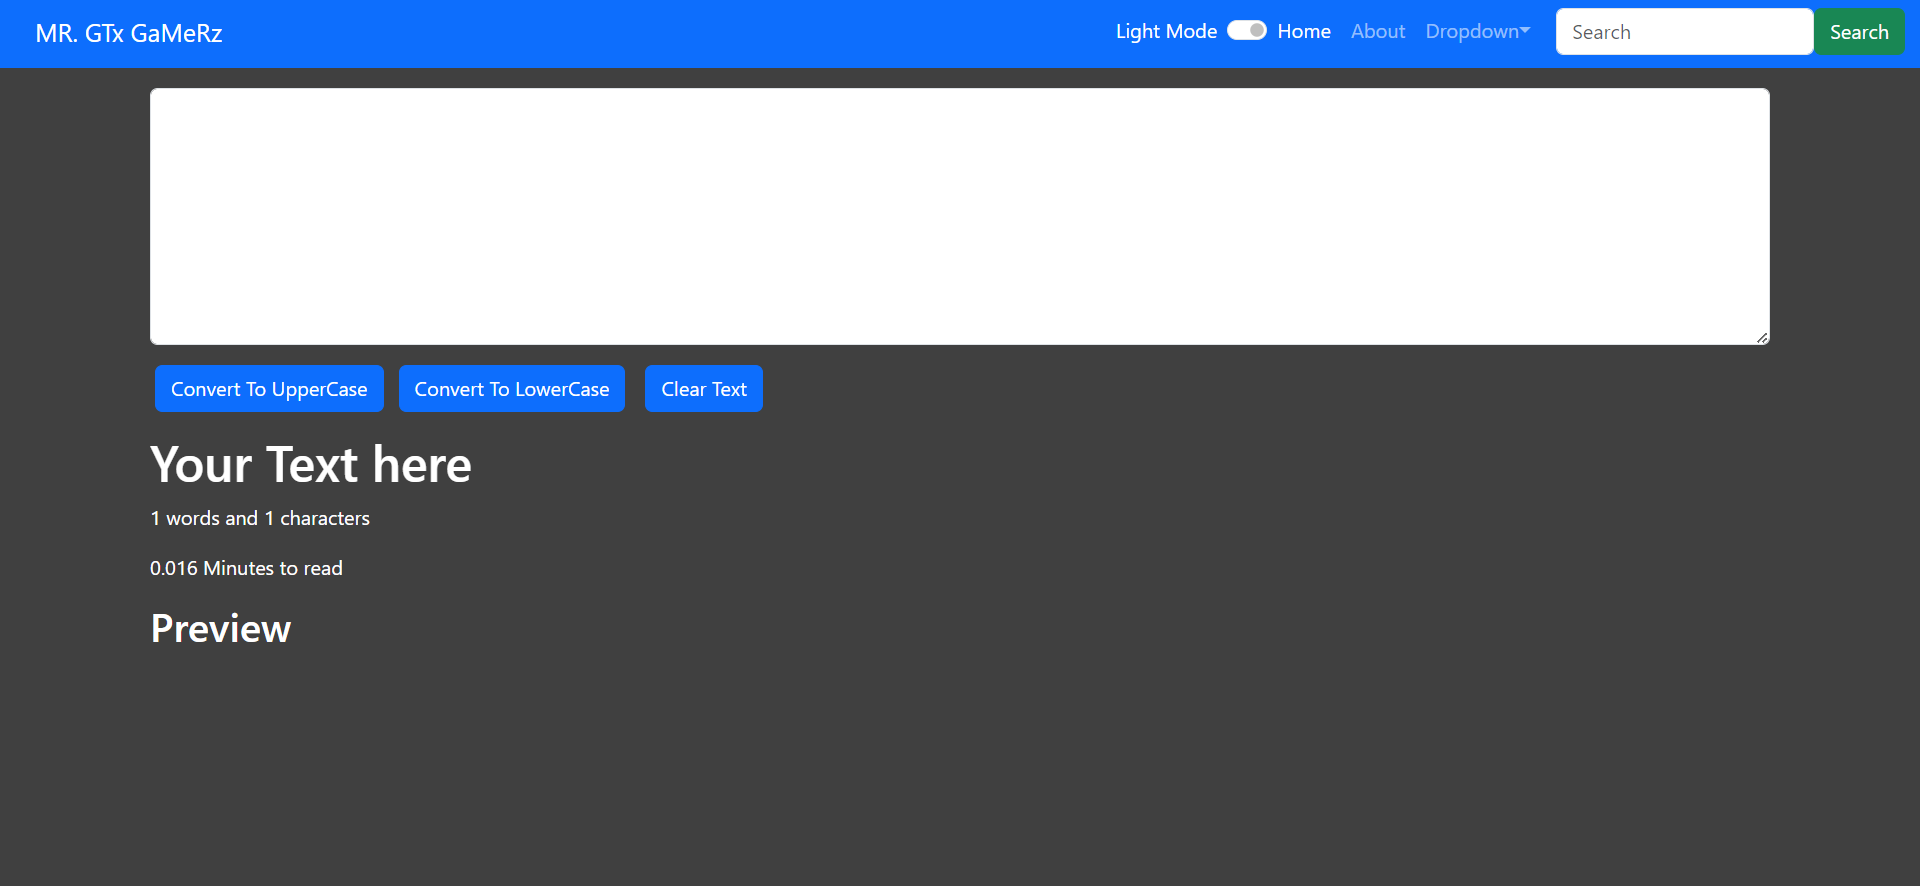 MR. GTx GaMeRz Light Mode Home About Dropdown Search Search
Convert To UpperCase Convert To LowerCase Clear Text
Your Text here
1 words and 1 characters
0.016 Minutes to read
Preview